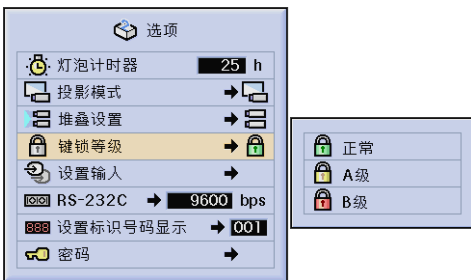 选项
灯泡计时器 25 h
投影模式
堆叠设置
键锁等级
设置输入
RS-232C 9600 bps
设置标识号码显示 001
密码
正常
A级
B级